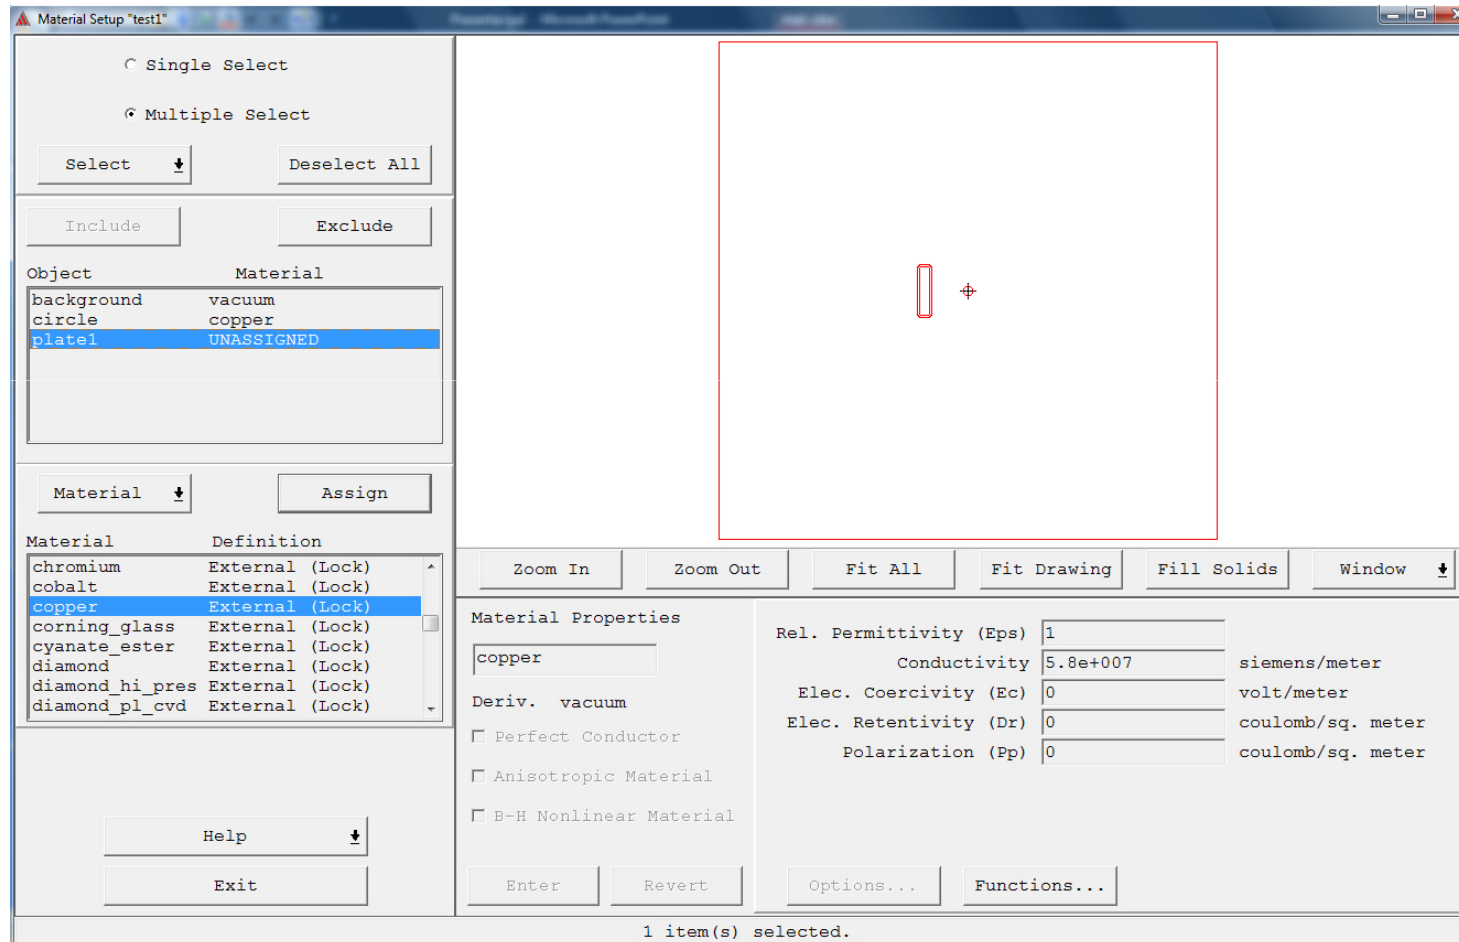 Material Setup "test1"
Single Select
Multiple Select
Select
Deselect All
Include
Exclude
Object Material
background vacuum
circle copper
plate1 UNASSIGNED
Material
Assign
Material Definition
chromium External (Lock)
cobalt External (Lock)
copper External (Lock)
corning_glass External (Lock)
cyanate_ester External (Lock)
diamond External (Lock)
diamond_hi_pres External (Lock)
diamond_pl_cvd External (Lock)
Help
Exit
Zoom In
Zoom Out
Fit All
Fit Drawing
Fill Solids
Window
Material Properties
copper
Deriv. vacuum
Perfect Conductor
Anisotropic Material
B-H Nonlinear Material
Enter
Revert
Rel. Permittivity (Eps) 1
Conductivity 5.8e+007 siemens/meter
Elec. Coercivity (Ec) 0 volt/meter
Elec. Retentivity (Dr) 0 coulomb/sq. meter
Polarization (Pp) 0 coulomb/sq. meter
Options...
Functions...
1 item(s) selected.